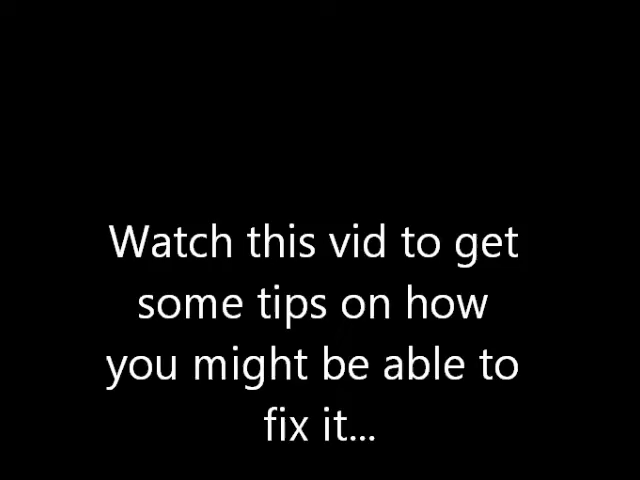 Watch this vid to get
some tips on how
you might be able to
fix it...